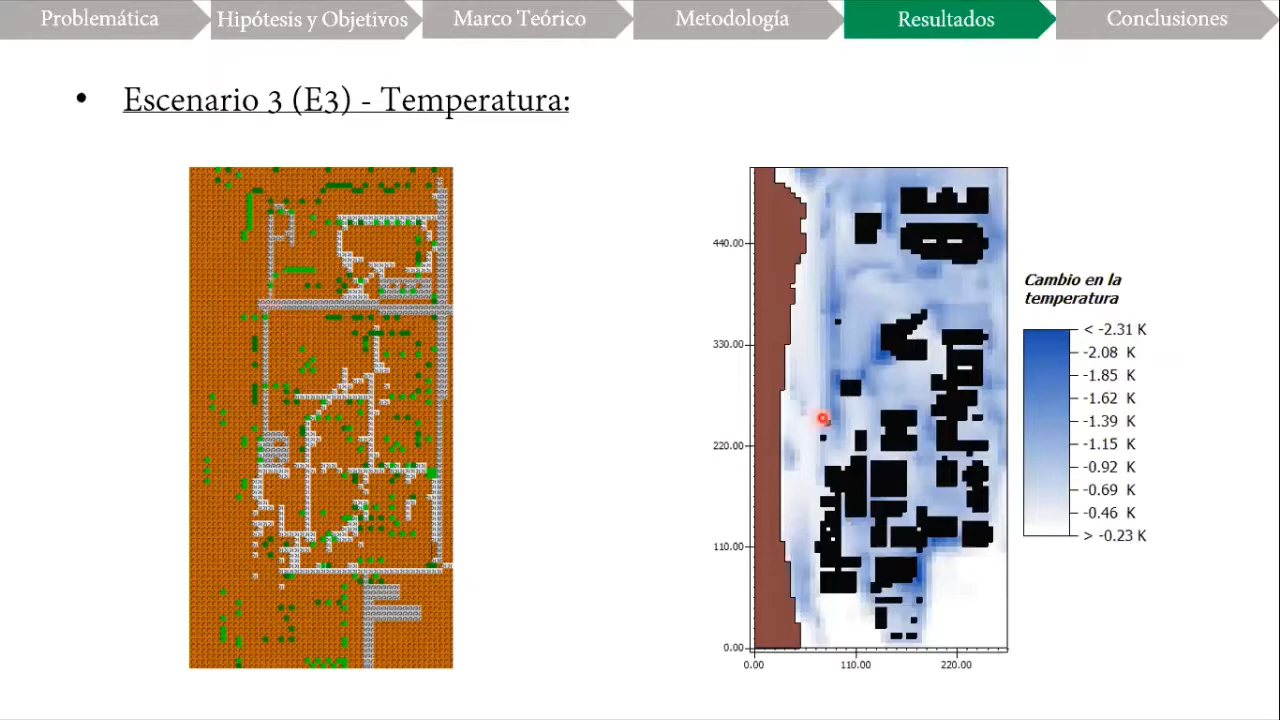 Problemática
Hipótesis y Objetivos
Marco Teórico
Metodología
Resultados
Conclusiones
• Escenario 3 (E3) - Temperatura:
440.00
330.00
220.00
110.00
0.00
0.00
110.00
220.00
Cambio en la
temperatura
< -2.31 K
-2.08 K
-1.85 K
-1.62 K
-1.39 K
-1.15 K
-0.92 K
-0.69 K
-0.46 K
> -0.23 K